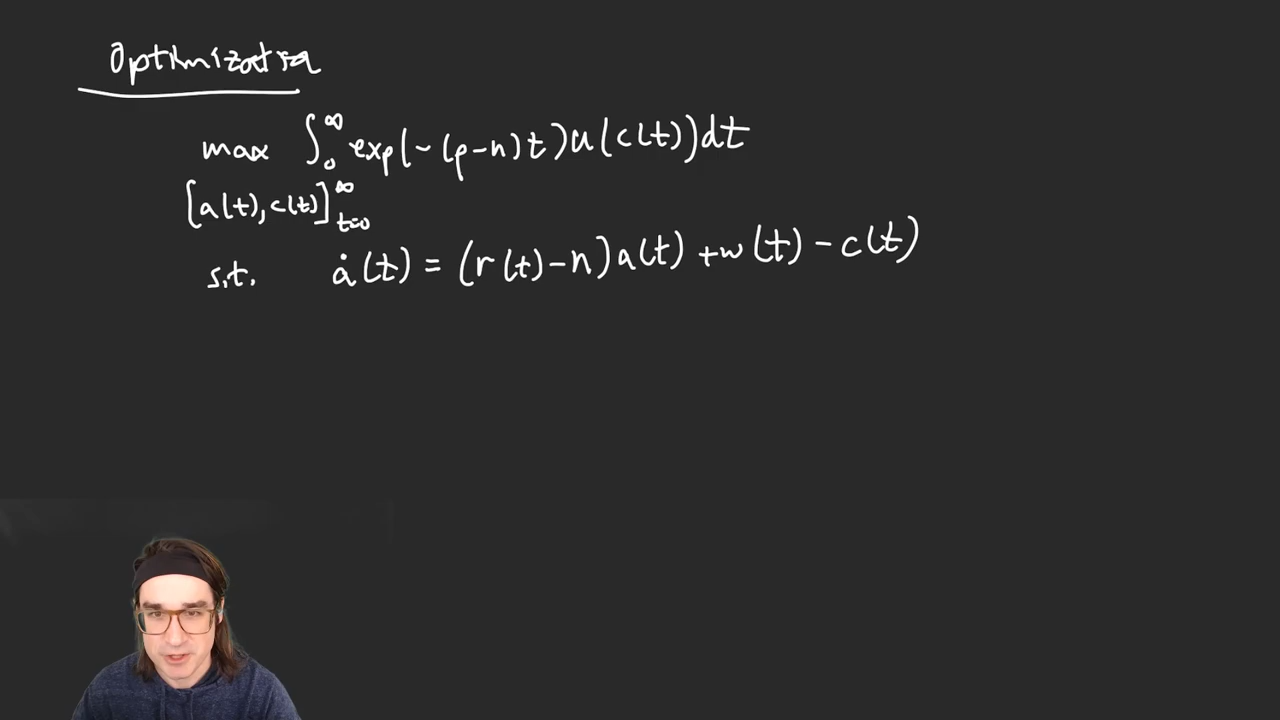 Optimization
max ∫₀^∞ exp(-(ρ-n)t)u(c(t))dt
[a(t),c(t)]_{t=0}^∞
s.t. ȧ(t) = (r(t)-n)a(t) + w(t) - c(t)